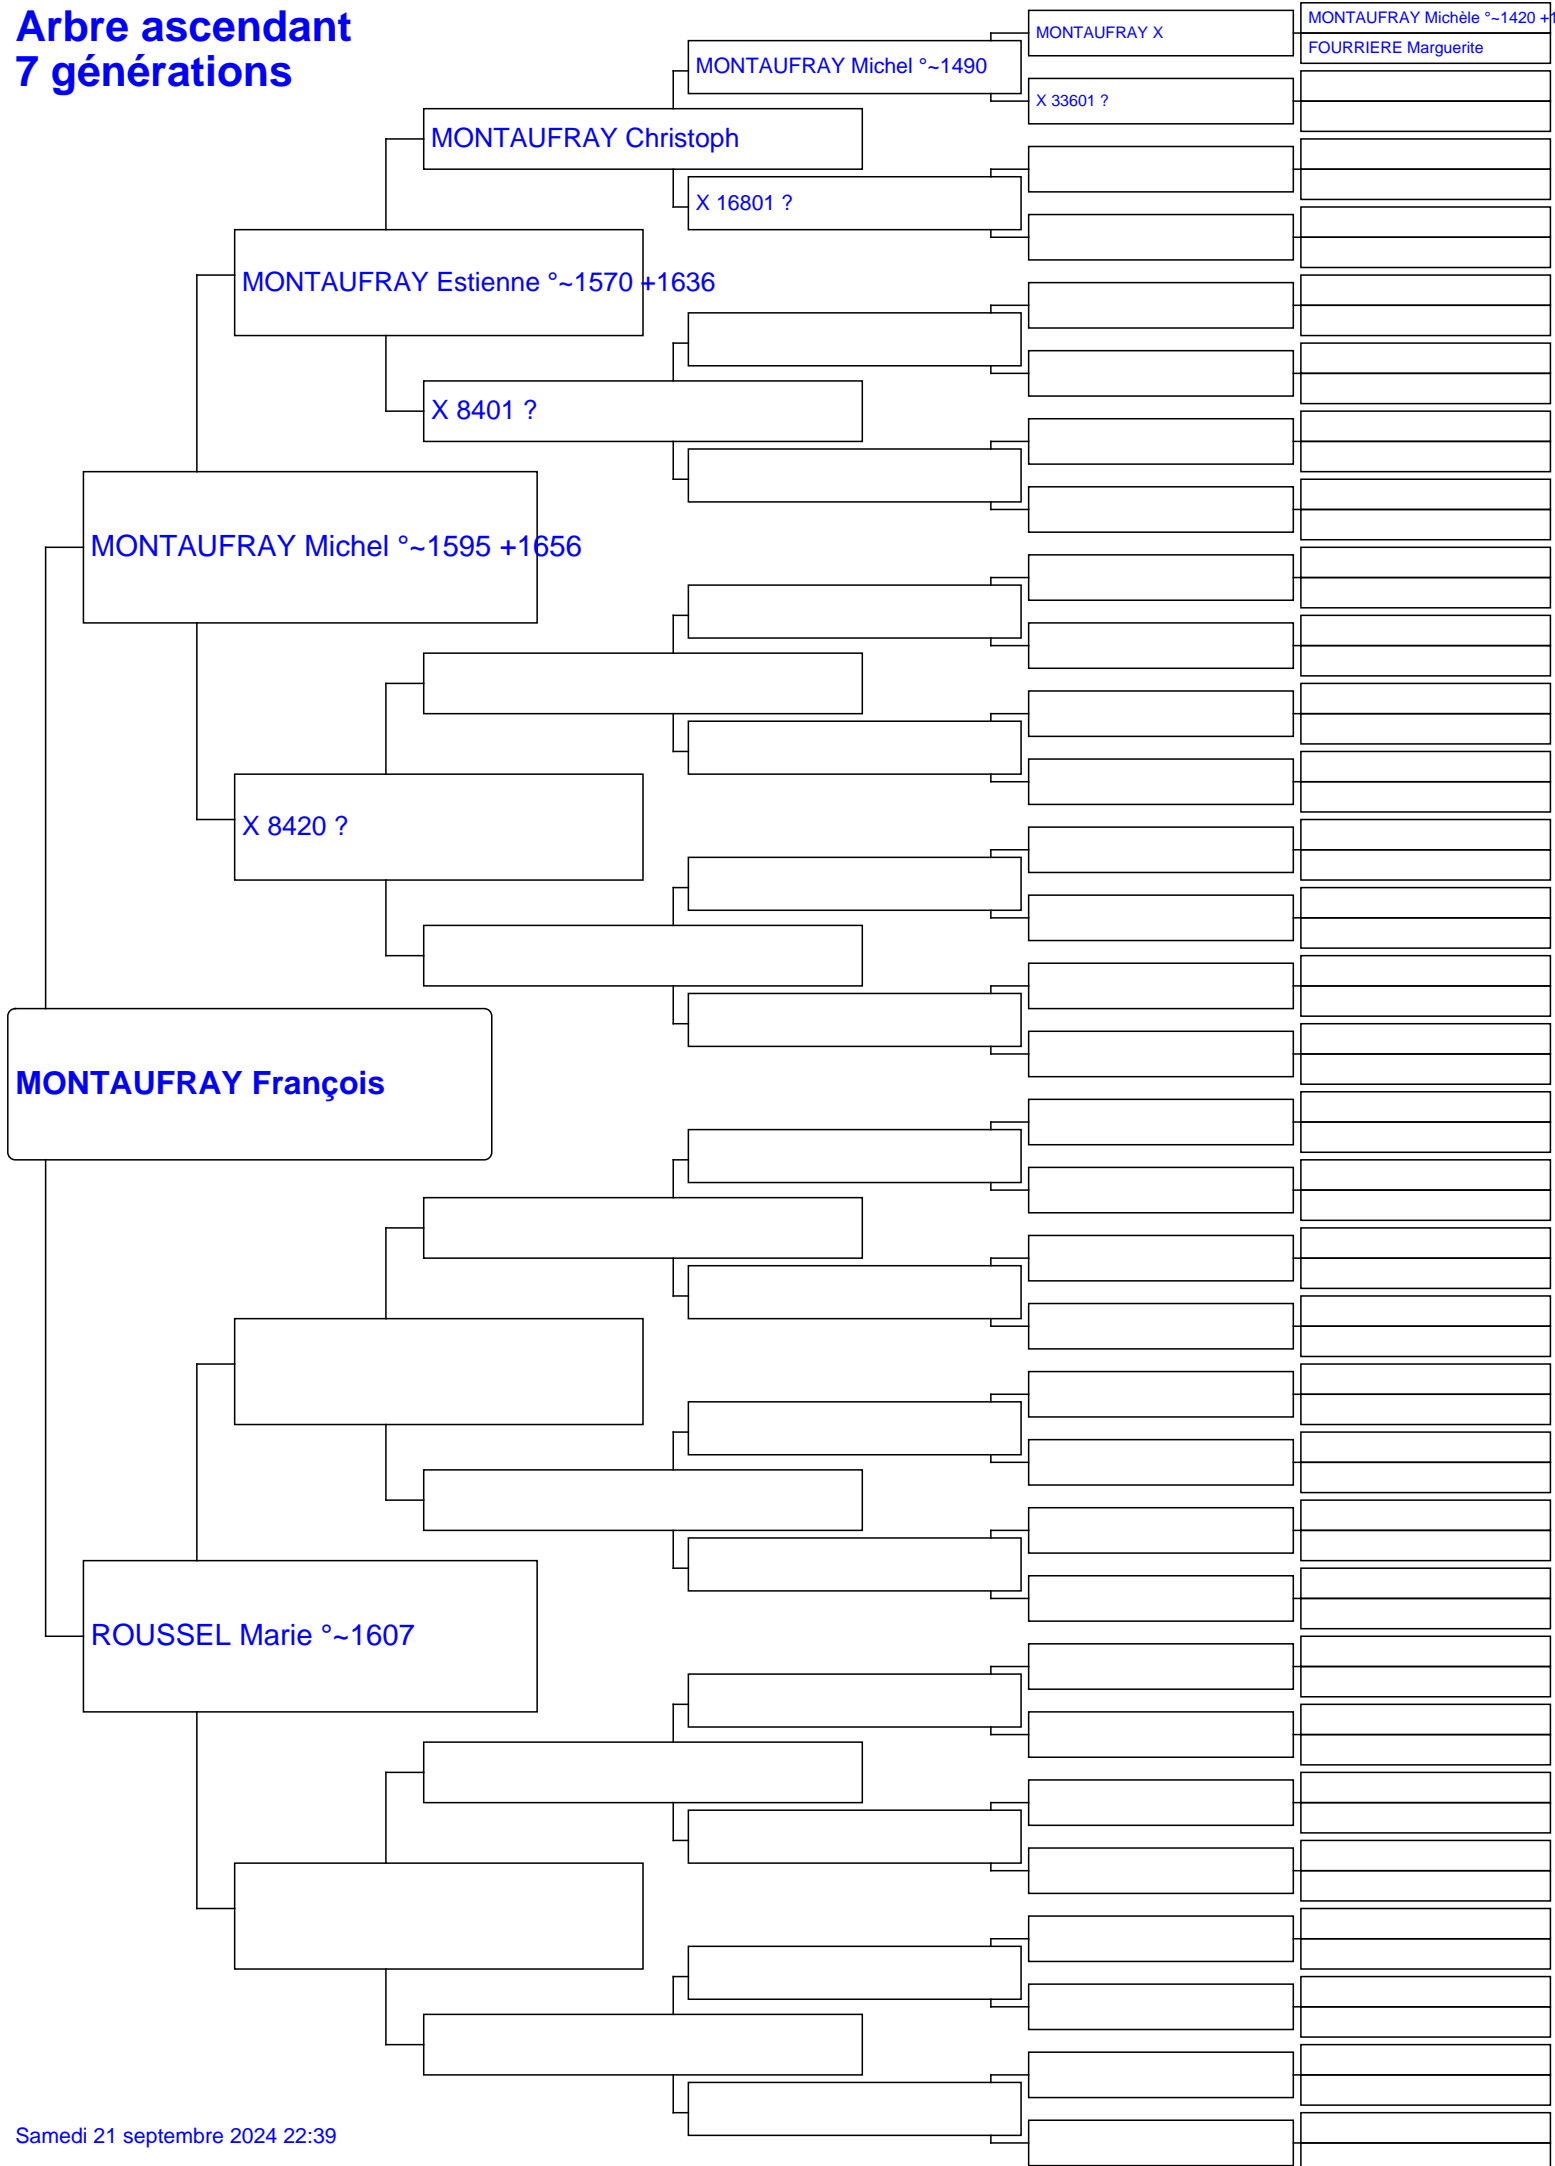 Arbre ascendant
7 générations
MONTAUFRAY Michèle °~1420 +1
MONTAUFRAY X
FOURRIERE Marguerite
MONTAUFRAY Michel °~1490
X 33601 ?
MONTAUFRAY Christoph
X 16801 ?
MONTAUFRAY Estienne °~1570 +1636
X 8401 ?
MONTAUFRAY Michel °~1595 +1656
X 8420 ?
MONTAUFRAY François
ROUSSEL Marie °~1607
Samedi 21 septembre 2024 22:39